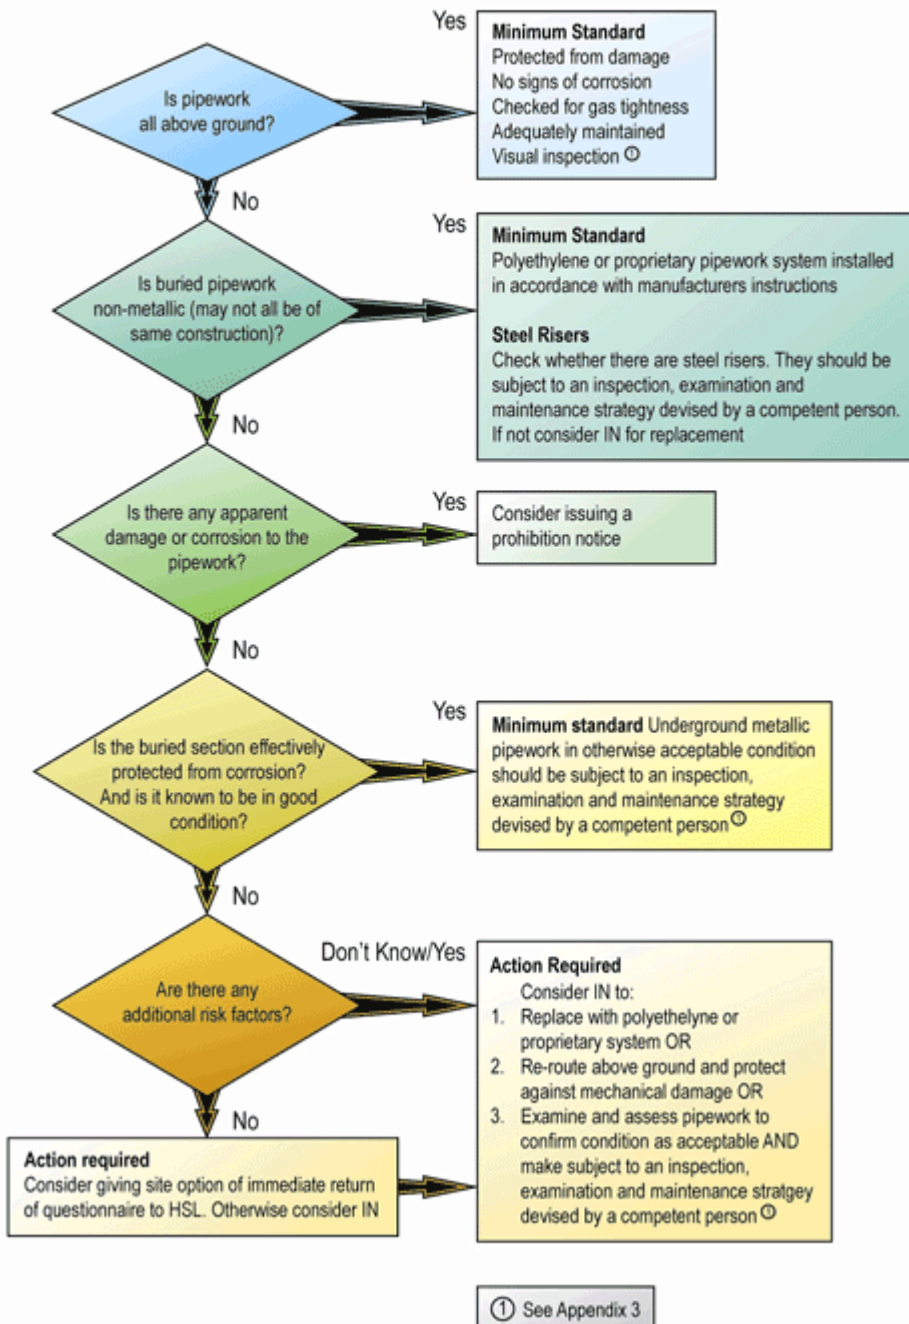 Is pipework
all above ground?
Yes
Minimum Standard
Protected from damage
No signs of corrosion
Checked for gas tightness
Adequately maintained
Visual inspection ①
No
Is buried pipework
non-metallic (may not all be of
same construction)?
Yes
Minimum Standard
Polyethylene or proprietary pipework system installed
in accordance with manufacturers instructions
Steel Risers
Check whether there are steel risers. They should be
subject to an inspection, examination and
maintenance strategy devised by a competent person.
If not consider IN for replacement
No
Is there any apparent
damage or corrosion to the
pipework?
Yes
Consider issuing a
prohibition notice
No
Is the buried section effectively
protected from corrosion?
And is it known to be in good
condition?
Yes
Minimum standard Underground metallic
pipework in otherwise acceptable condition
should be subject to an inspection,
examination and maintenance strategy
devised by a competent person ①
No
Are there any
additional risk factors?
Don't Know/Yes
Action Required
Consider IN to:
1. Replace with polyethelyne or
proprietary system OR
2. Re-route above ground and protect
against mechanical damage OR
3. Examine and assess pipework to
confirm condition as acceptable AND
make subject to an inspection,
examination and maintenance stratgey
devised by a competent person ①
No
Action required
Consider giving site option of immediate return
of questionnaire to HSL. Otherwise consider IN
① See Appendix 3